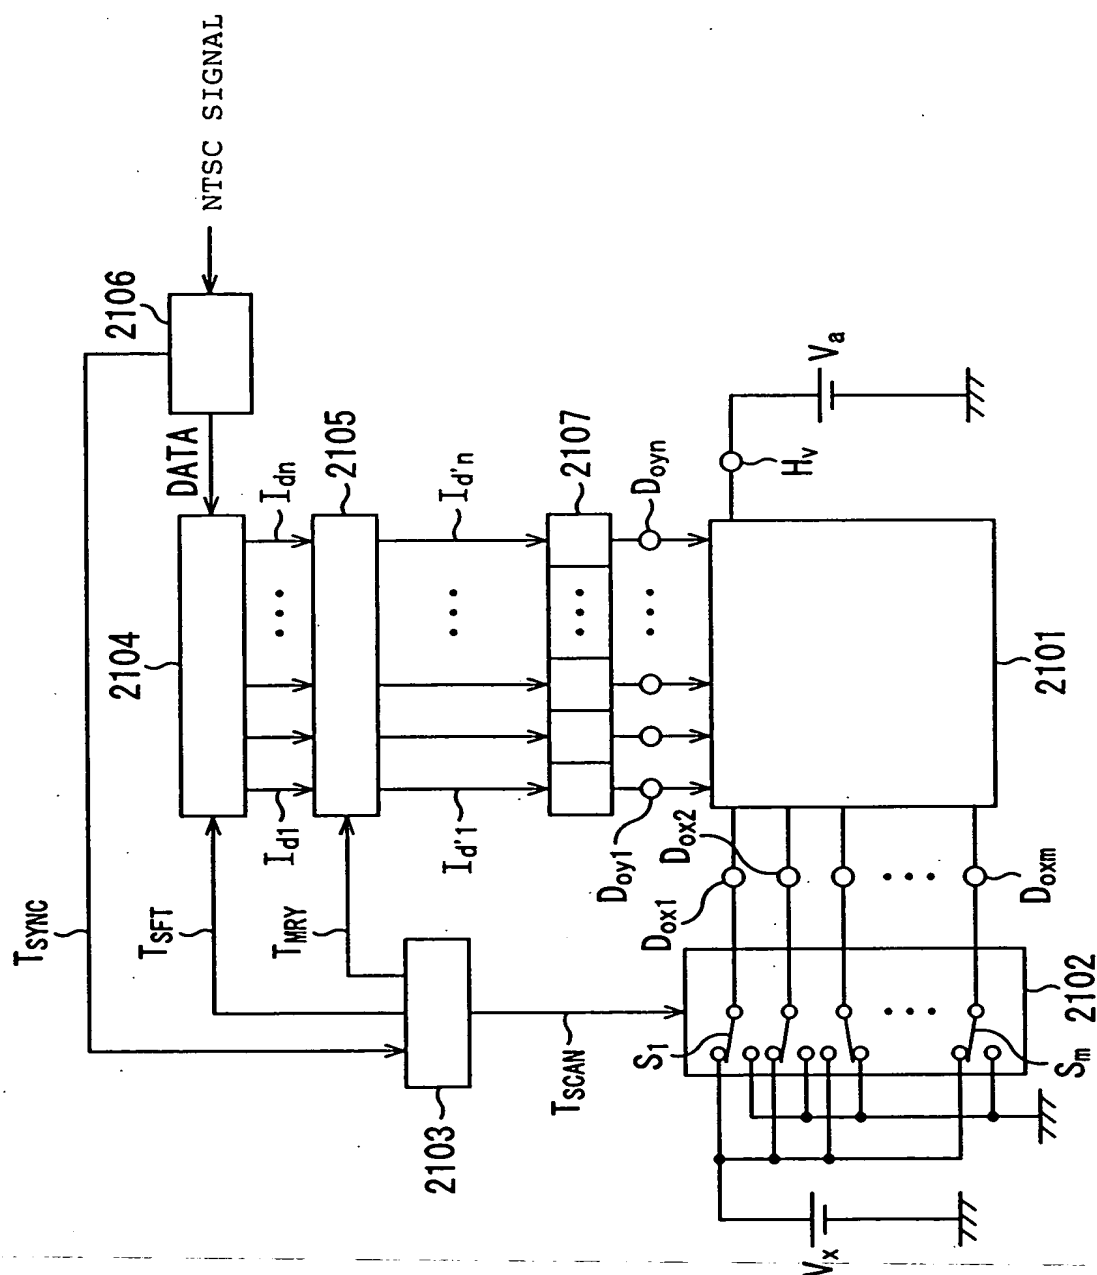 NTSC SIGNAL
2106
TSYNC
DATA
2104
TSFT
Idn
Id1
2105
TMRY
Id'n
Id'1
2103
TSCAN
2107
Doyn
Doy1
Va
Hv
2101
Dox1
Dox2
Doxm
2102
S1
Sm
Vx